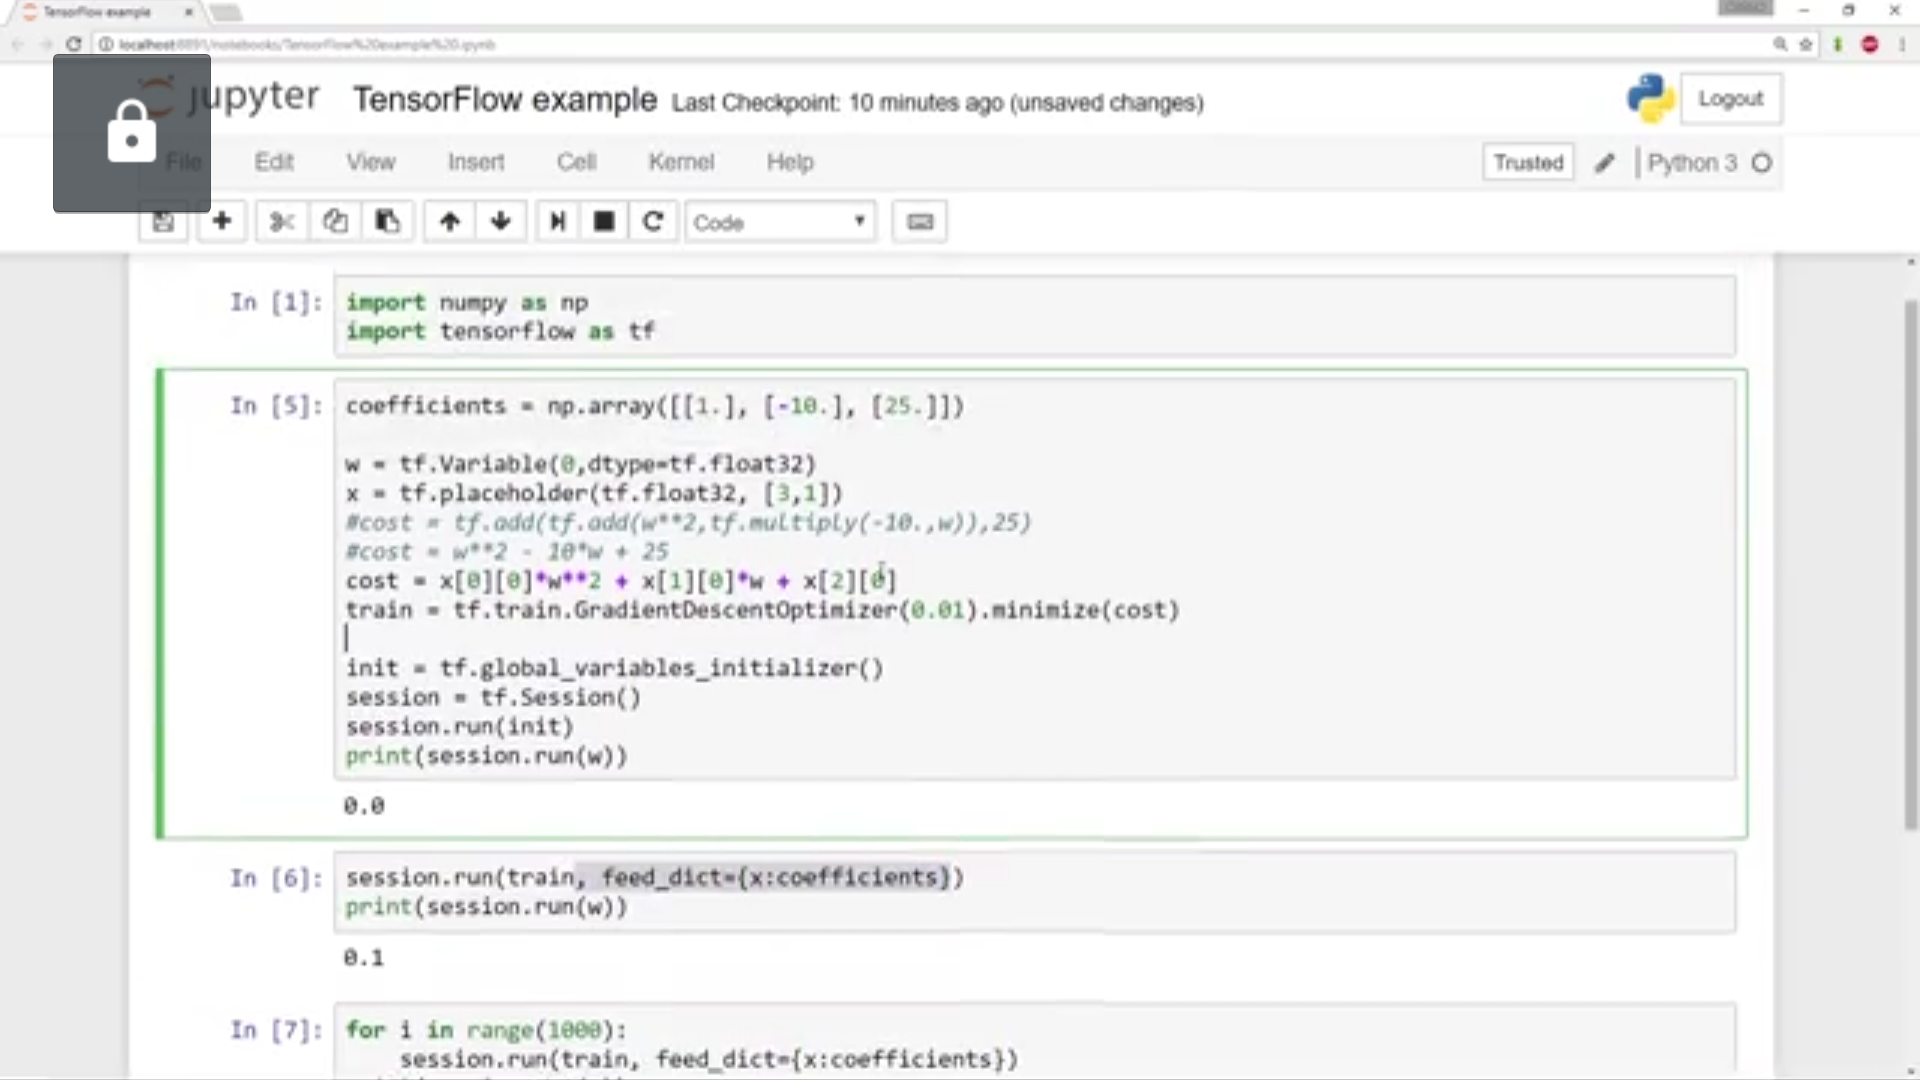 TensorFlow example
localhost:8891/notebooks/TensorFlow%20example%20.ipynb
jupyter TensorFlow example Last Checkpoint: 10 minutes ago (unsaved changes)
Logout
File Edit View Insert Cell Kernel Help
Trusted Python 3
Code
In [1]: import numpy as np
import tensorflow as tf
In [5]: coefficients = np.array([[1.], [-10.], [25.]])
w = tf.Variable(0,dtype=tf.float32)
x = tf.placeholder(tf.float32, [3,1])
#cost = tf.add(tf.add(w**2,tf.multiply(-10.,w)),25)
#cost = w**2 - 10*w + 25
cost = x[0][0]*w**2 + x[1][0]*w + x[2][0]
train = tf.train.GradientDescentOptimizer(0.01).minimize(cost)
init = tf.global_variables_initializer()
session = tf.Session()
session.run(init)
print(session.run(w))
0.0
In [6]: session.run(train, feed_dict={x:coefficients})
print(session.run(w))
0.1
In [7]: for i in range(1000):
session.run(train, feed_dict={x:coefficients})